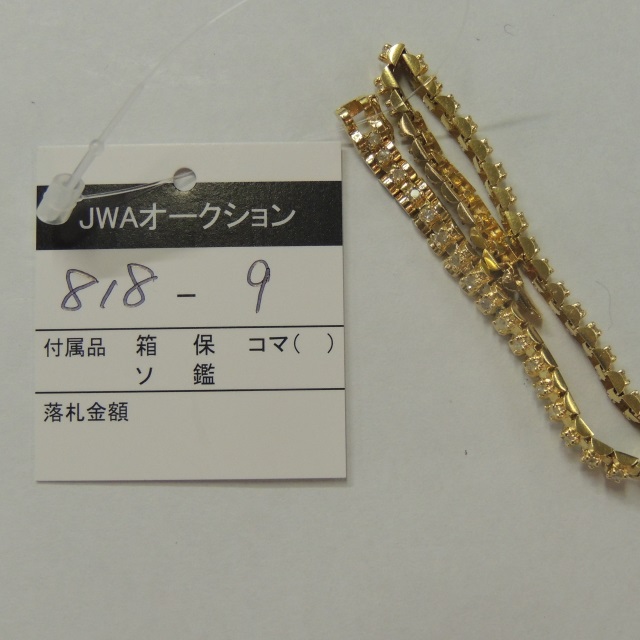 JWAオークション
818 - 9
付属品 箱 保 コマ( )
ソ 鑑
落札金額